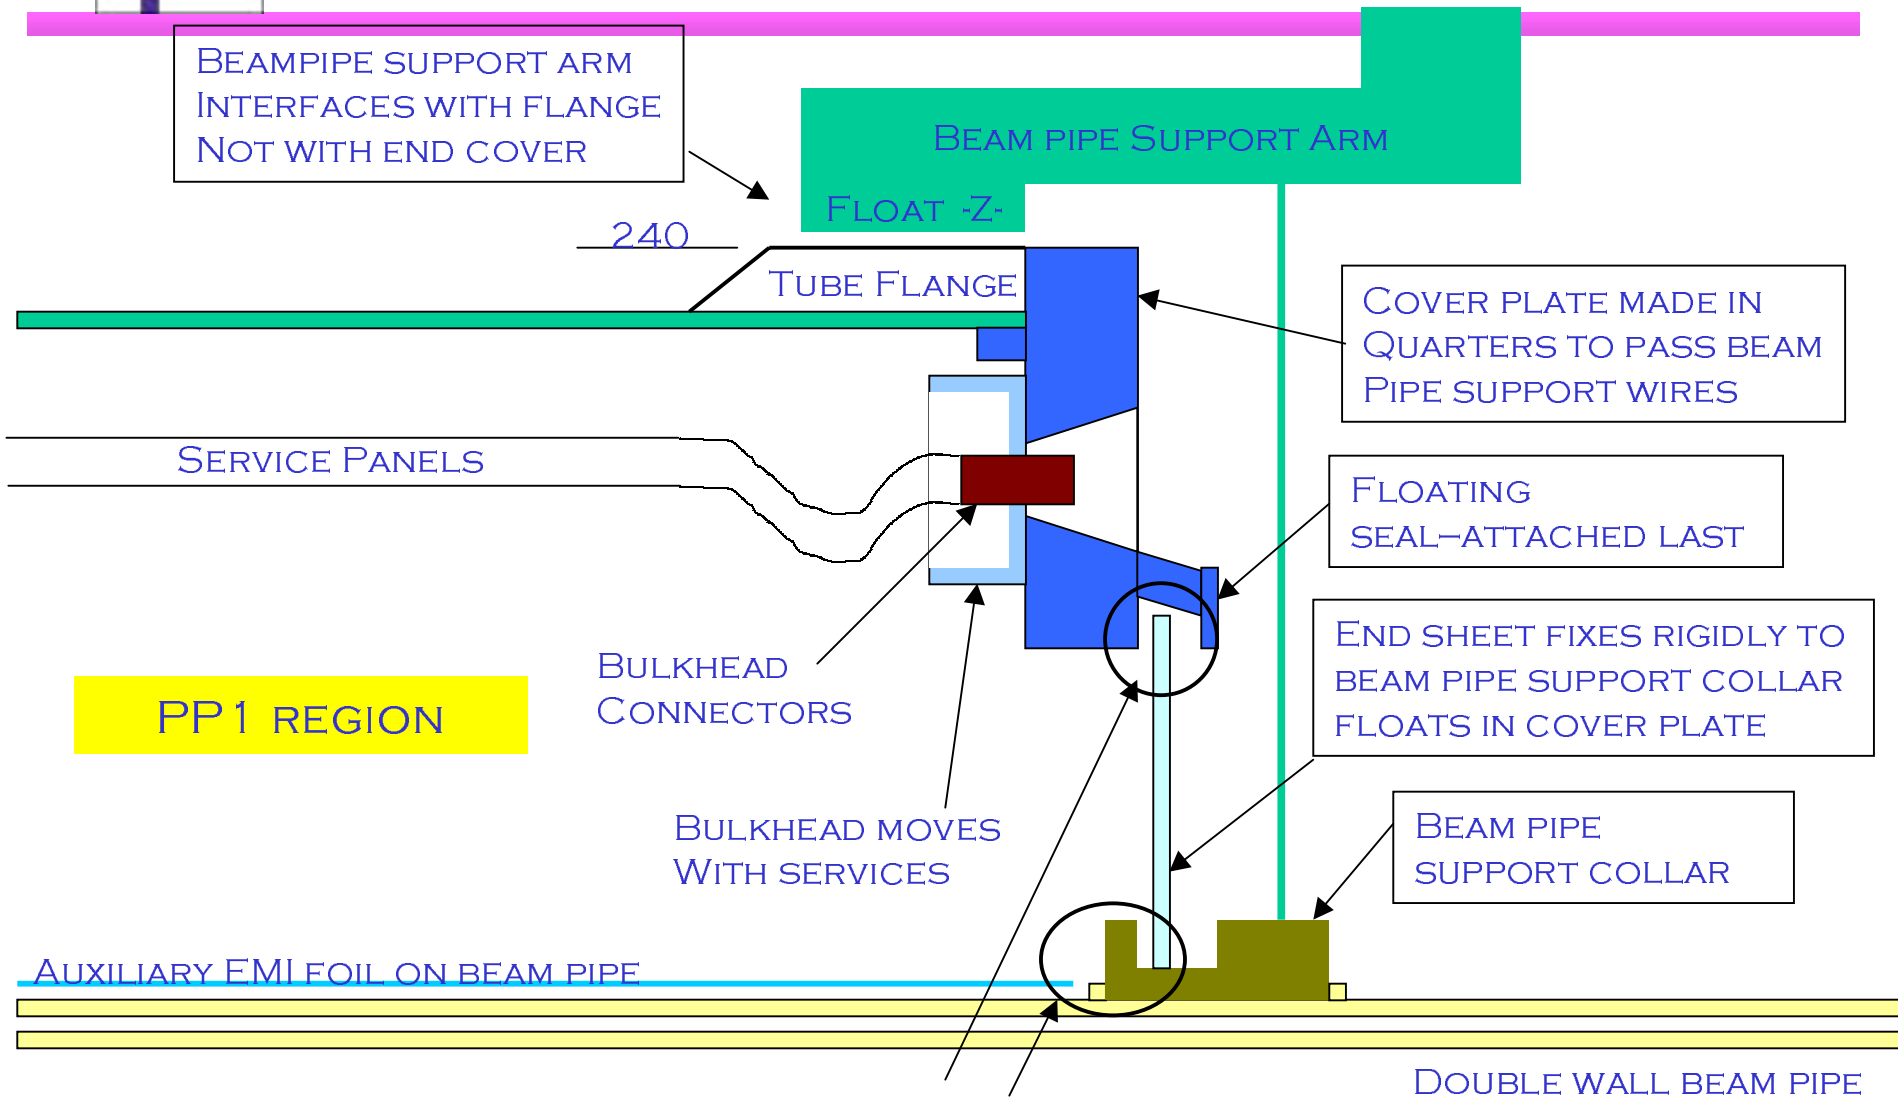 Beampipe support arm
Interfaces with flange
Not with end cover
Beam pipe Support Arm
Float -Z-
240
Tube Flange
Cover plate made in
Quarters to pass beam
Pipe support wires
Service Panels
Floating
seal–attached last
End sheet fixes rigidly to
beam pipe support collar
floats in cover plate
Bulkhead
Connectors
PP1 region
Bulkhead moves
With services
Beam pipe
support collar
Auxiliary EMI foil on beam pipe
Double wall beam pipe